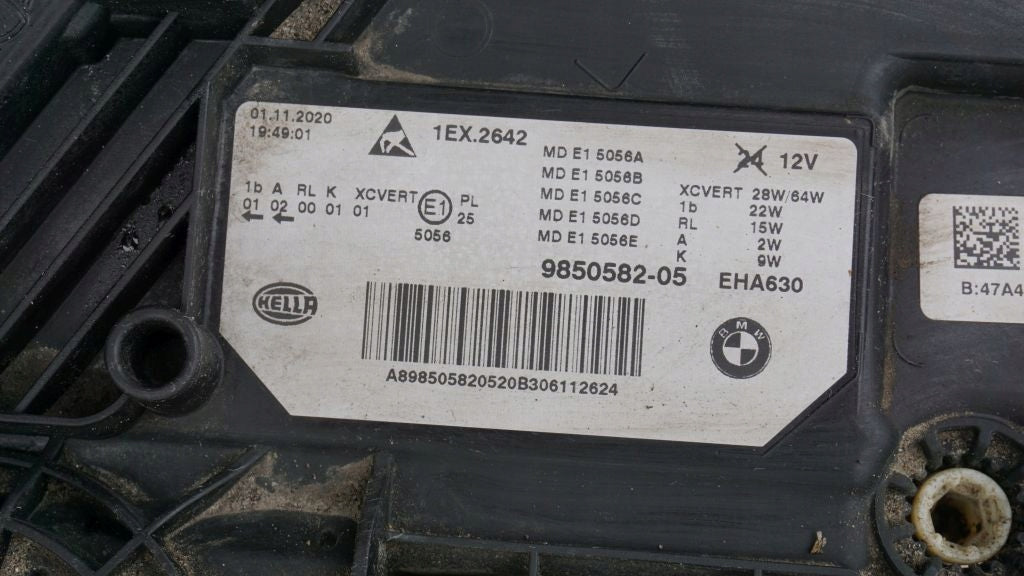 01.11.2020
19:49:01
1EX.2642
MD E1 5056A
MD E1 5056B
MD E1 5056C
MD E1 5056D
MD E1 5056E
24 12V
XCVERT 28W/64W
1b 22W
RL 15W
A 2W
K 9W
1b A RL K XCVERT
01 02 00 01 01
E1
PL
25
5056
9850582-05 EHA630
HELLA
BMW
A898505820520B306112624
B:47A4